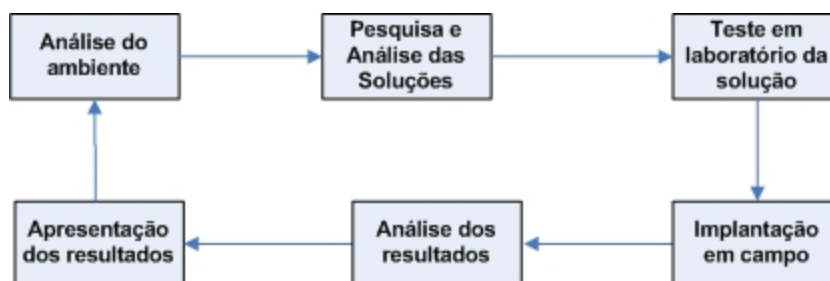 Análise do
ambiente
Pesquisa e
Análise das
Soluções
Teste em
laboratório da
solução
Apresentação
dos resultados
Análise dos
resultados
Implantação
em campo